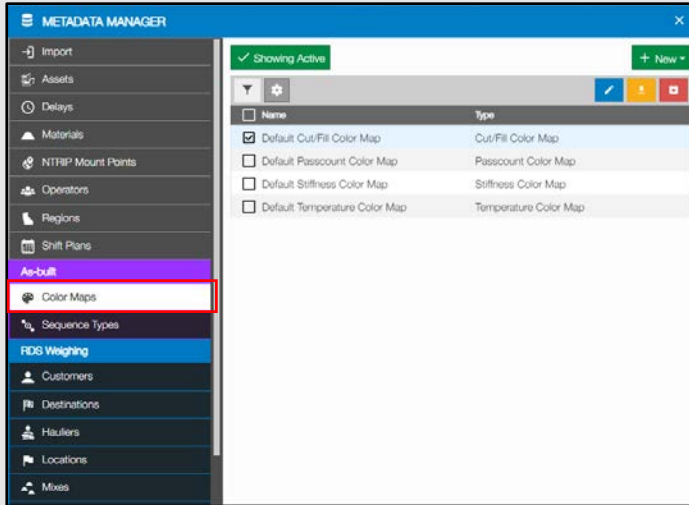 METADATA MANAGER
Import
Assets
Delays
Materials
NTRIP Mount Points
Operators
Regions
Shift Plans
As-built
Color Maps
Sequence Types
RDS Weighing
Customers
Destinations
Hauliers
Locations
Mixes
Showing Active
+ New
Name Type
Default Cut/Fill Color Map Cut/Fill Color Map
Default Passcount Color Map Passcount Color Map
Default Stiffness Color Map Stiffness Color Map
Default Temperature Color Map Temperature Color Map